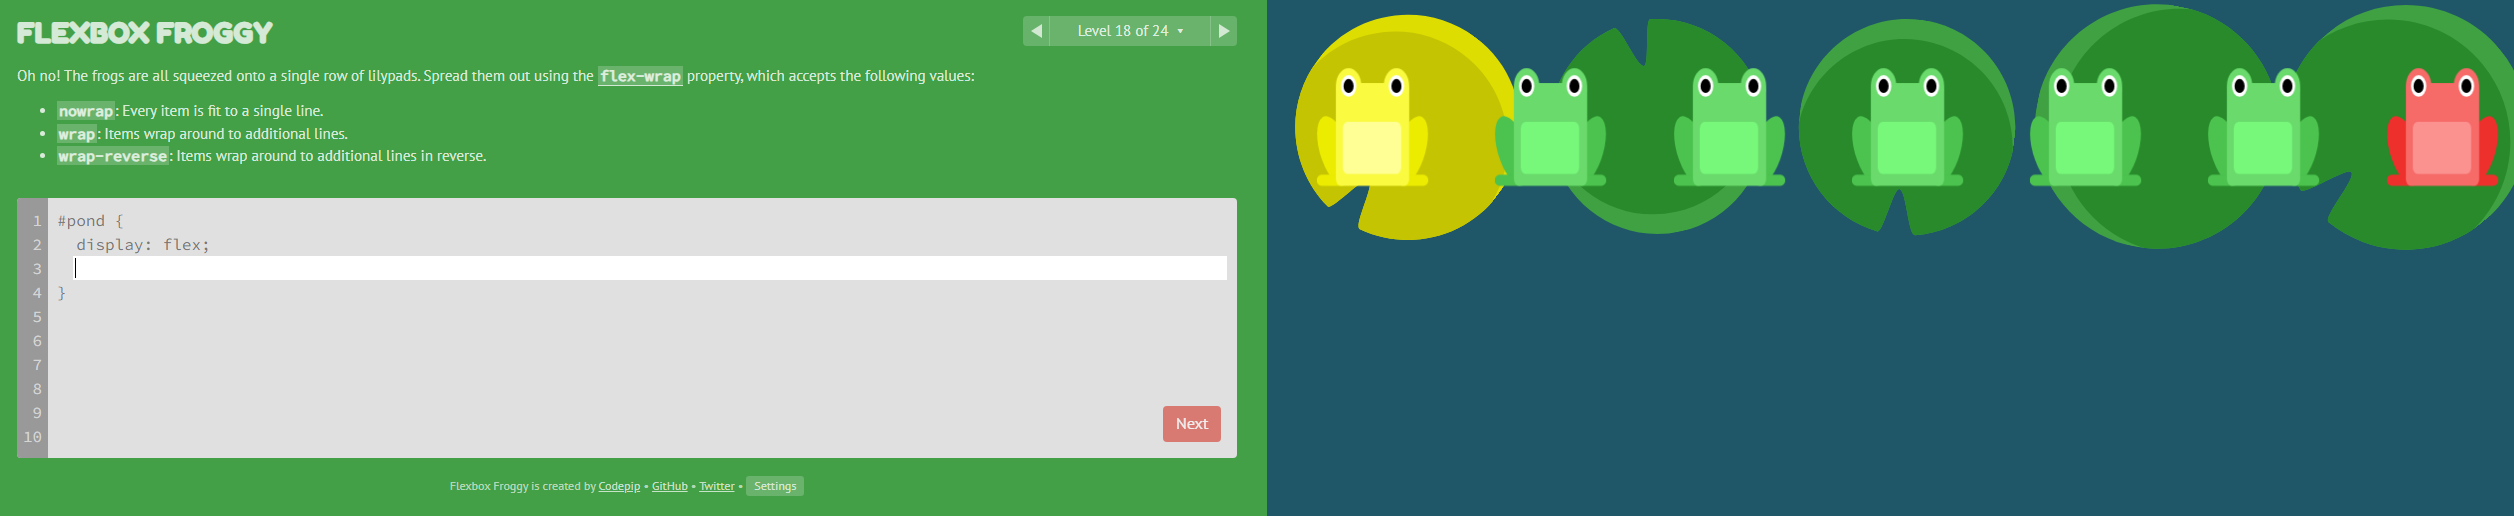 FLEXBOX FROGGY
◀ Level 18 of 24 ▾ ▶
Oh no! The frogs are all squeezed onto a single row of lilypads. Spread them out using the flex-wrap property, which accepts the following values:
• nowrap: Every item is fit to a single line.
• wrap: Items wrap around to additional lines.
• wrap-reverse: Items wrap around to additional lines in reverse.
1 #pond {
2 display: flex;
3
4 }
5
6
7
8
9
10
Next
Flexbox Froggy is created by Codepip • GitHub • Twitter • Settings